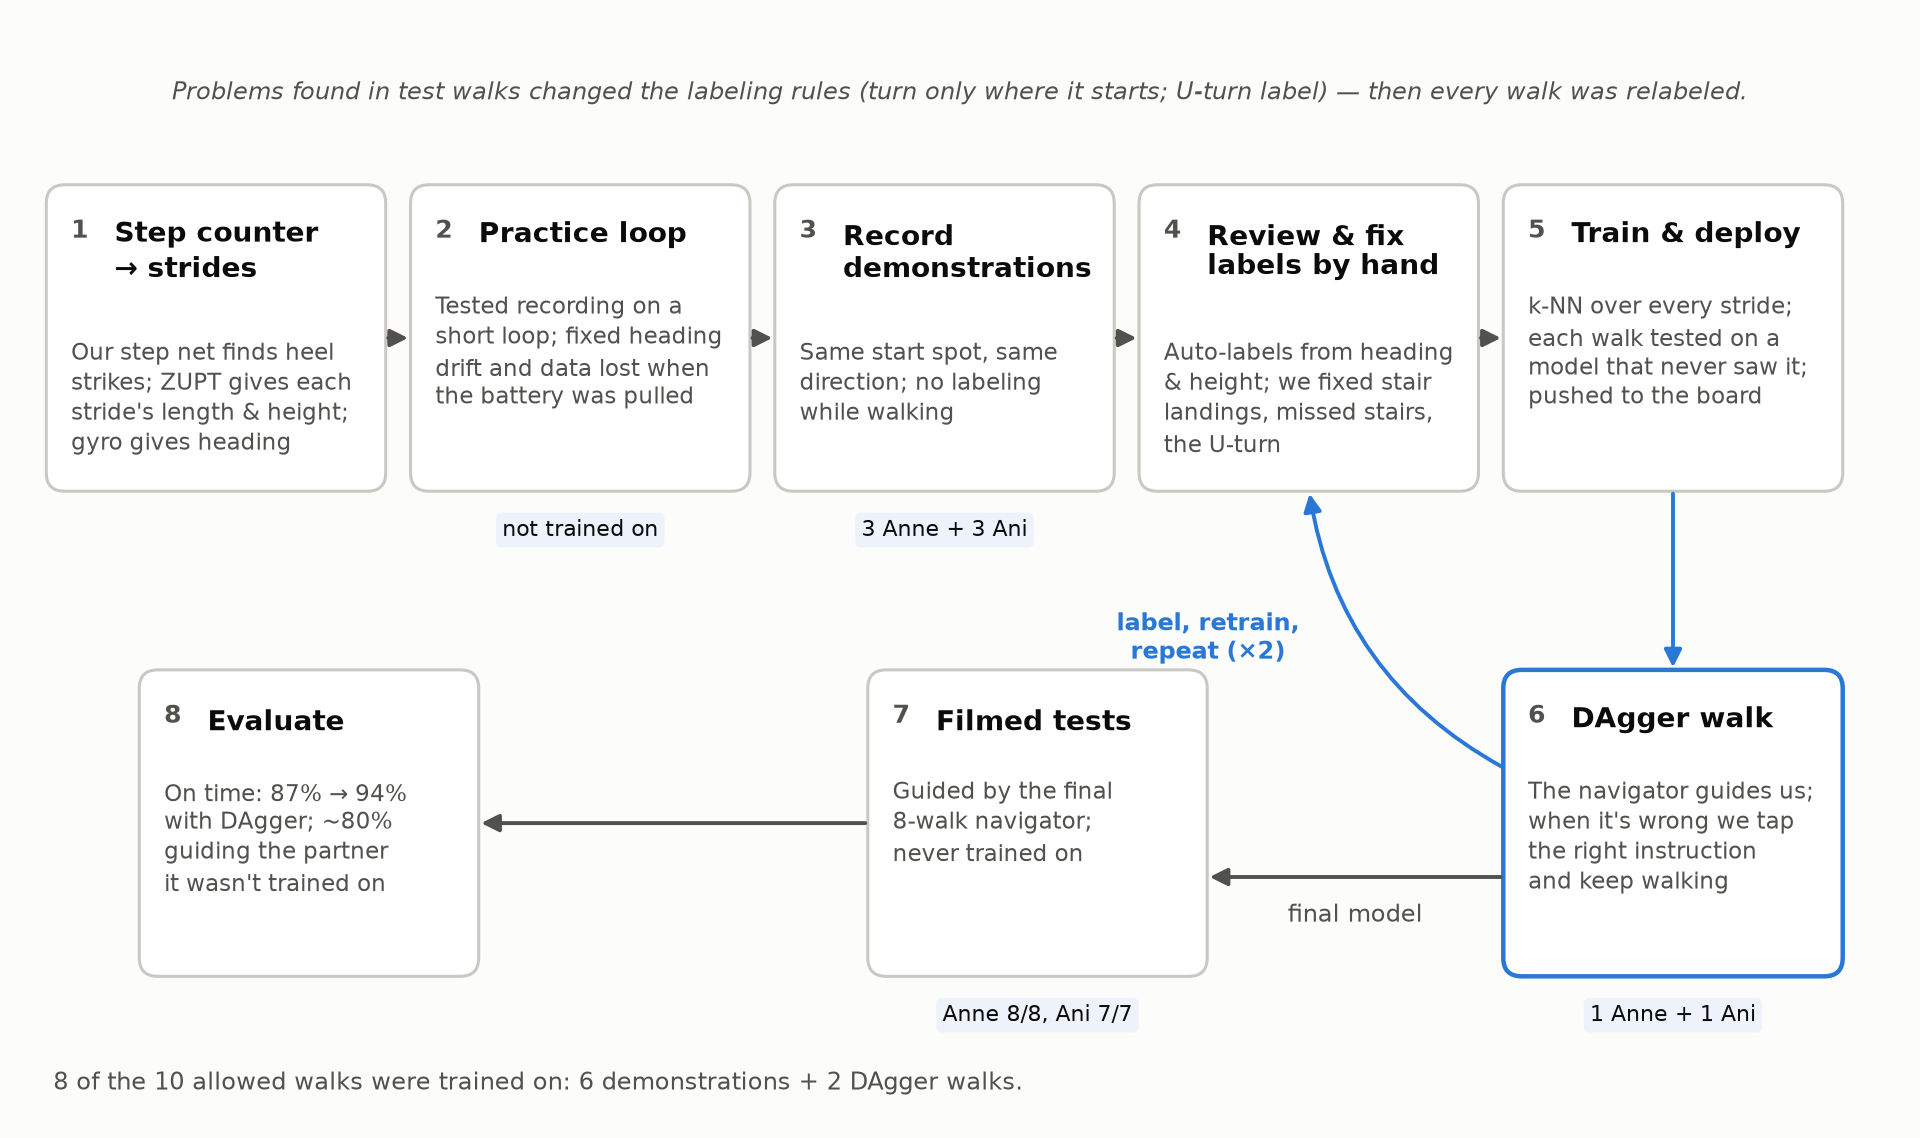 Problems found in test walks changed the labeling rules (turn only where it starts; U-turn label) — then every walk was relabeled.
1 Step counter
→ strides
Our step net finds heel
strikes; ZUPT gives each
stride's length & height;
gyro gives heading
2 Practice loop
Tested recording on a
short loop; fixed heading
drift and data lost when
the battery was pulled
not trained on
3 Record
demonstrations
Same start spot, same
direction; no labeling
while walking
3 Anne + 3 Ani
4 Review & fix
labels by hand
Auto-labels from heading
& height; we fixed stair
landings, missed stairs,
the U-turn
5 Train & deploy
k-NN over every stride;
each walk tested on a
model that never saw it;
pushed to the board
label, retrain,
repeat (×2)
6 DAgger walk
The navigator guides us;
when it's wrong we tap
the right instruction
and keep walking
1 Anne + 1 Ani
final model
7 Filmed tests
Guided by the final
8-walk navigator;
never trained on
Anne 8/8, Ani 7/7
8 Evaluate
On time: 87% → 94%
with DAgger; ~80%
guiding the partner
it wasn't trained on
8 of the 10 allowed walks were trained on: 6 demonstrations + 2 DAgger walks.